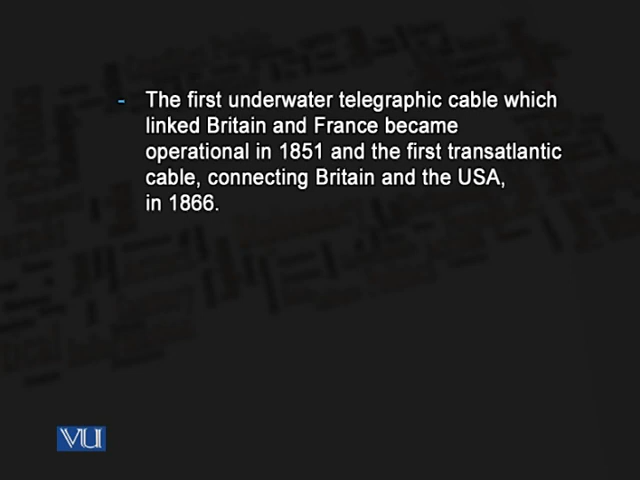 - The first underwater telegraphic cable which
linked Britain and France became
operational in 1851 and the first transatlantic
cable, connecting Britain and the USA,
in 1866.
VU